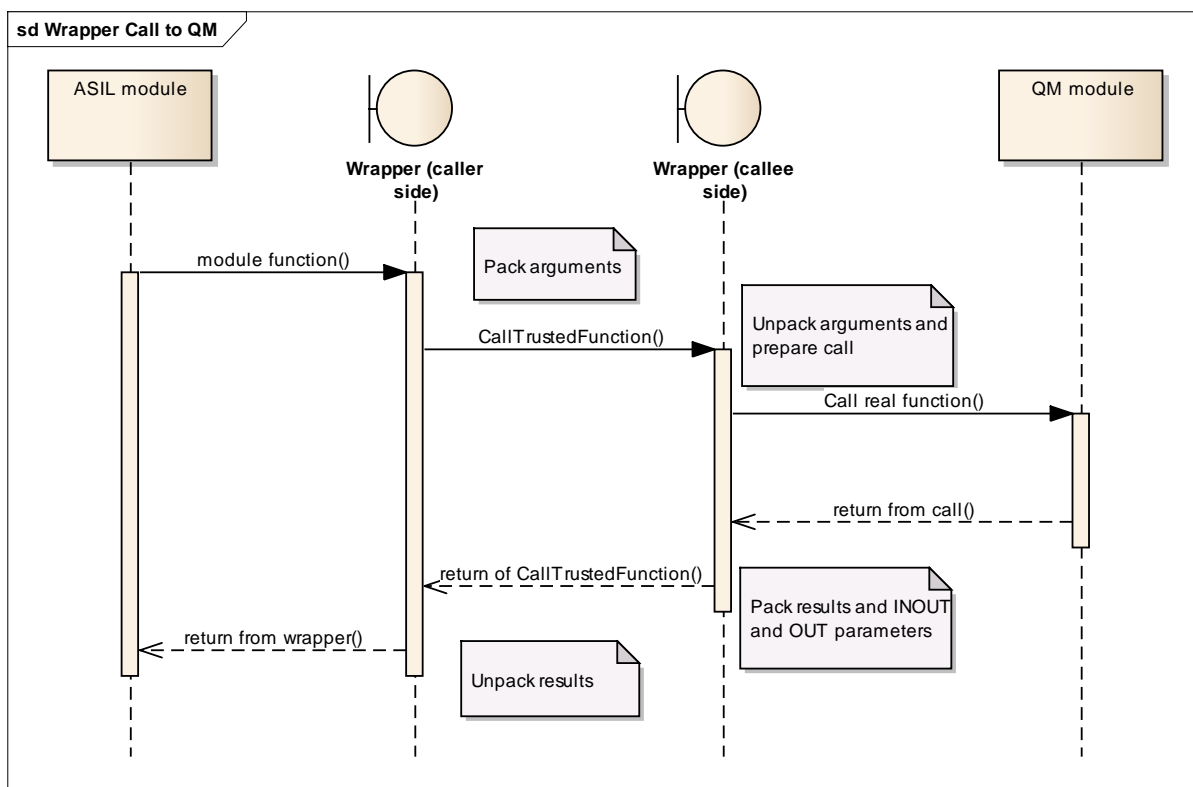 sd Wrapper Call to QM
ASIL module
QM module
Wrapper (caller
side)
Wrapper (callee
side)
module function()
Pack arguments
CallTrustedFunction()
Unpack arguments and
prepare call
Call real function()
return from call()
return of CallTrustedFunction()
Pack results and INOUT
and OUT parameters
return from wrapper()
Unpack results